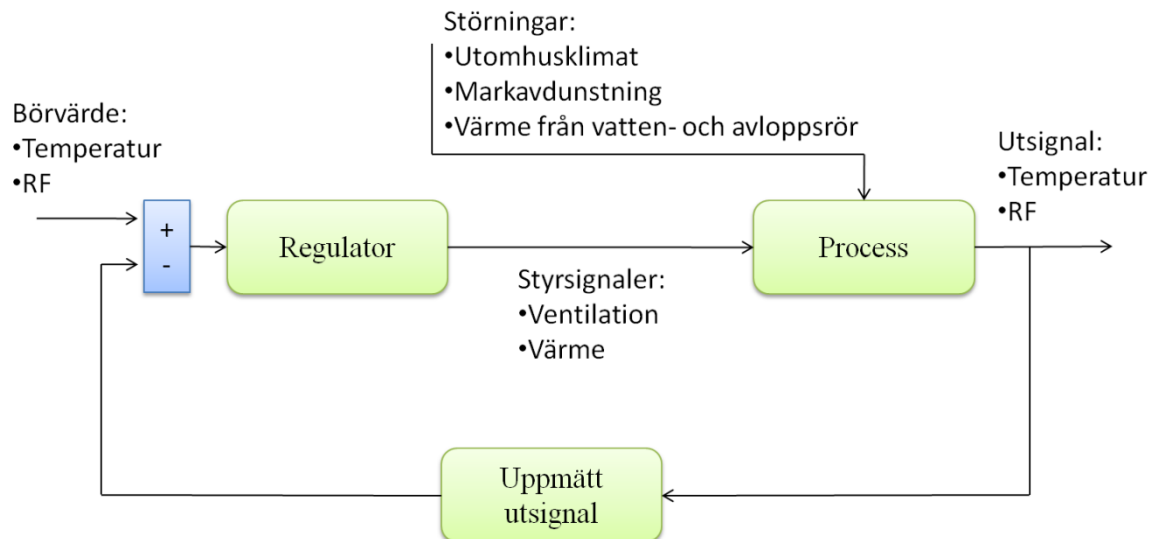 Störningar:
•Utomhusklimat
•Markavdunstning
•Värme från vatten- och avloppsrör
Börvärde:
•Temperatur
•RF
Utsignal:
•Temperatur
•RF
+
-
Regulator
Process
Styrsignaler:
•Ventilation
•Värme
Uppmätt
utsignal